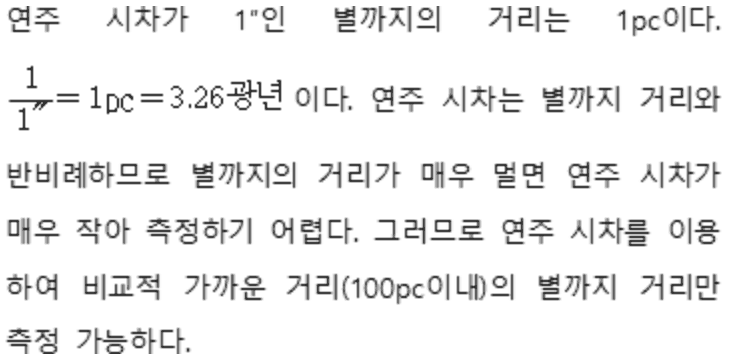 연주 시차가 1"인 별까지의 거리는 1pc이다.
1/1″ = 1pc = 3.26광년 이다. 연주 시차는 별까지 거리와
반비례하므로 별까지의 거리가 매우 멀면 연주 시차가
매우 작아 측정하기 어렵다. 그러므로 연주 시차를 이용
하여 비교적 가까운 거리(100pc이내)의 별까지 거리만
측정 가능하다.